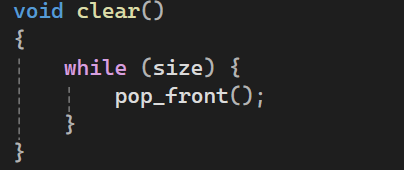 void clear()
{
    while (size) {
        pop_front();
    }
}